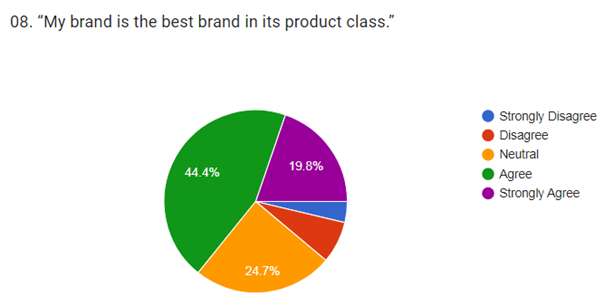 08. “My brand is the best brand in its product class.”
44.4%
19.8%
24.7%
Strongly Disagree
Disagree
Neutral
Agree
Strongly Agree